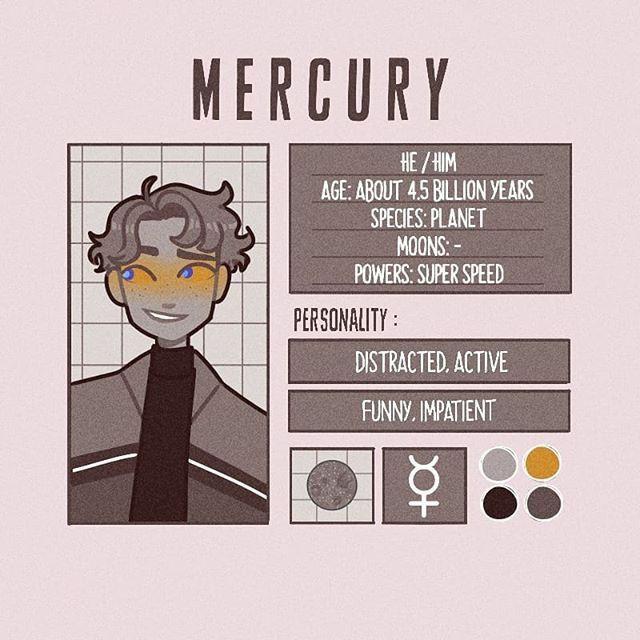 MERCURY
HE / HIM
AGE: ABOUT 4.5 BILLION YEARS
SPECIES: PLANET
MOONS: -
POWERS: SUPER SPEED
PERSONALITY :
DISTRACTED, ACTIVE
FUNNY, IMPATIENT